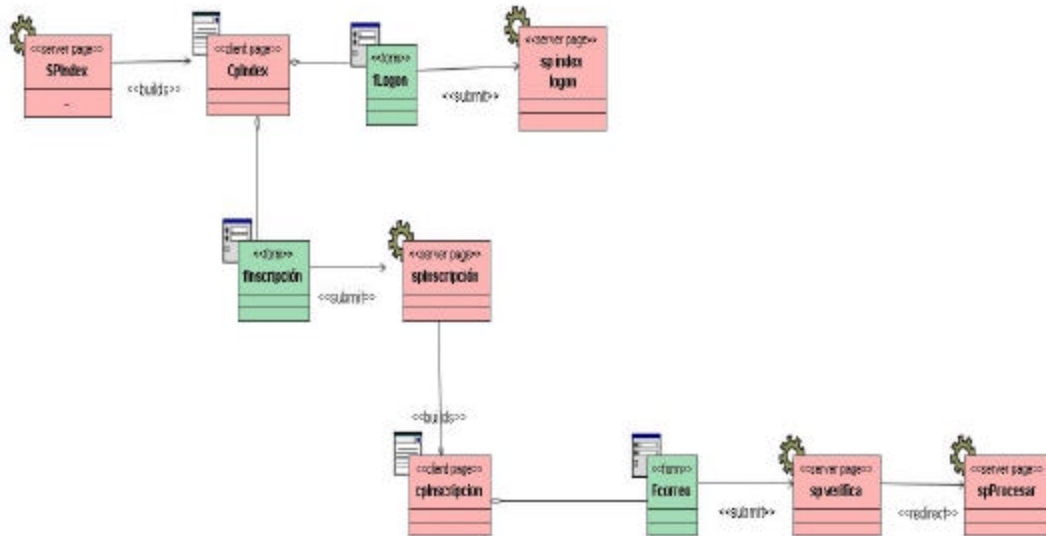 <<server page>>
SPIndex
<<builds>>
<<client page>>
CpIndex
<<form>>
fLogon
<<submit>>
<<server page>>
sp index
logon
<<form>>
fInscripción
<<submit>>
<<server page>>
spInscripción
<<builds>>
<<client page>>
cpInscripcion
<<form>>
Fcorreo
<<submit>>
<<server page>>
sp verifica
<<redirect>>
<<server page>>
spProcesar